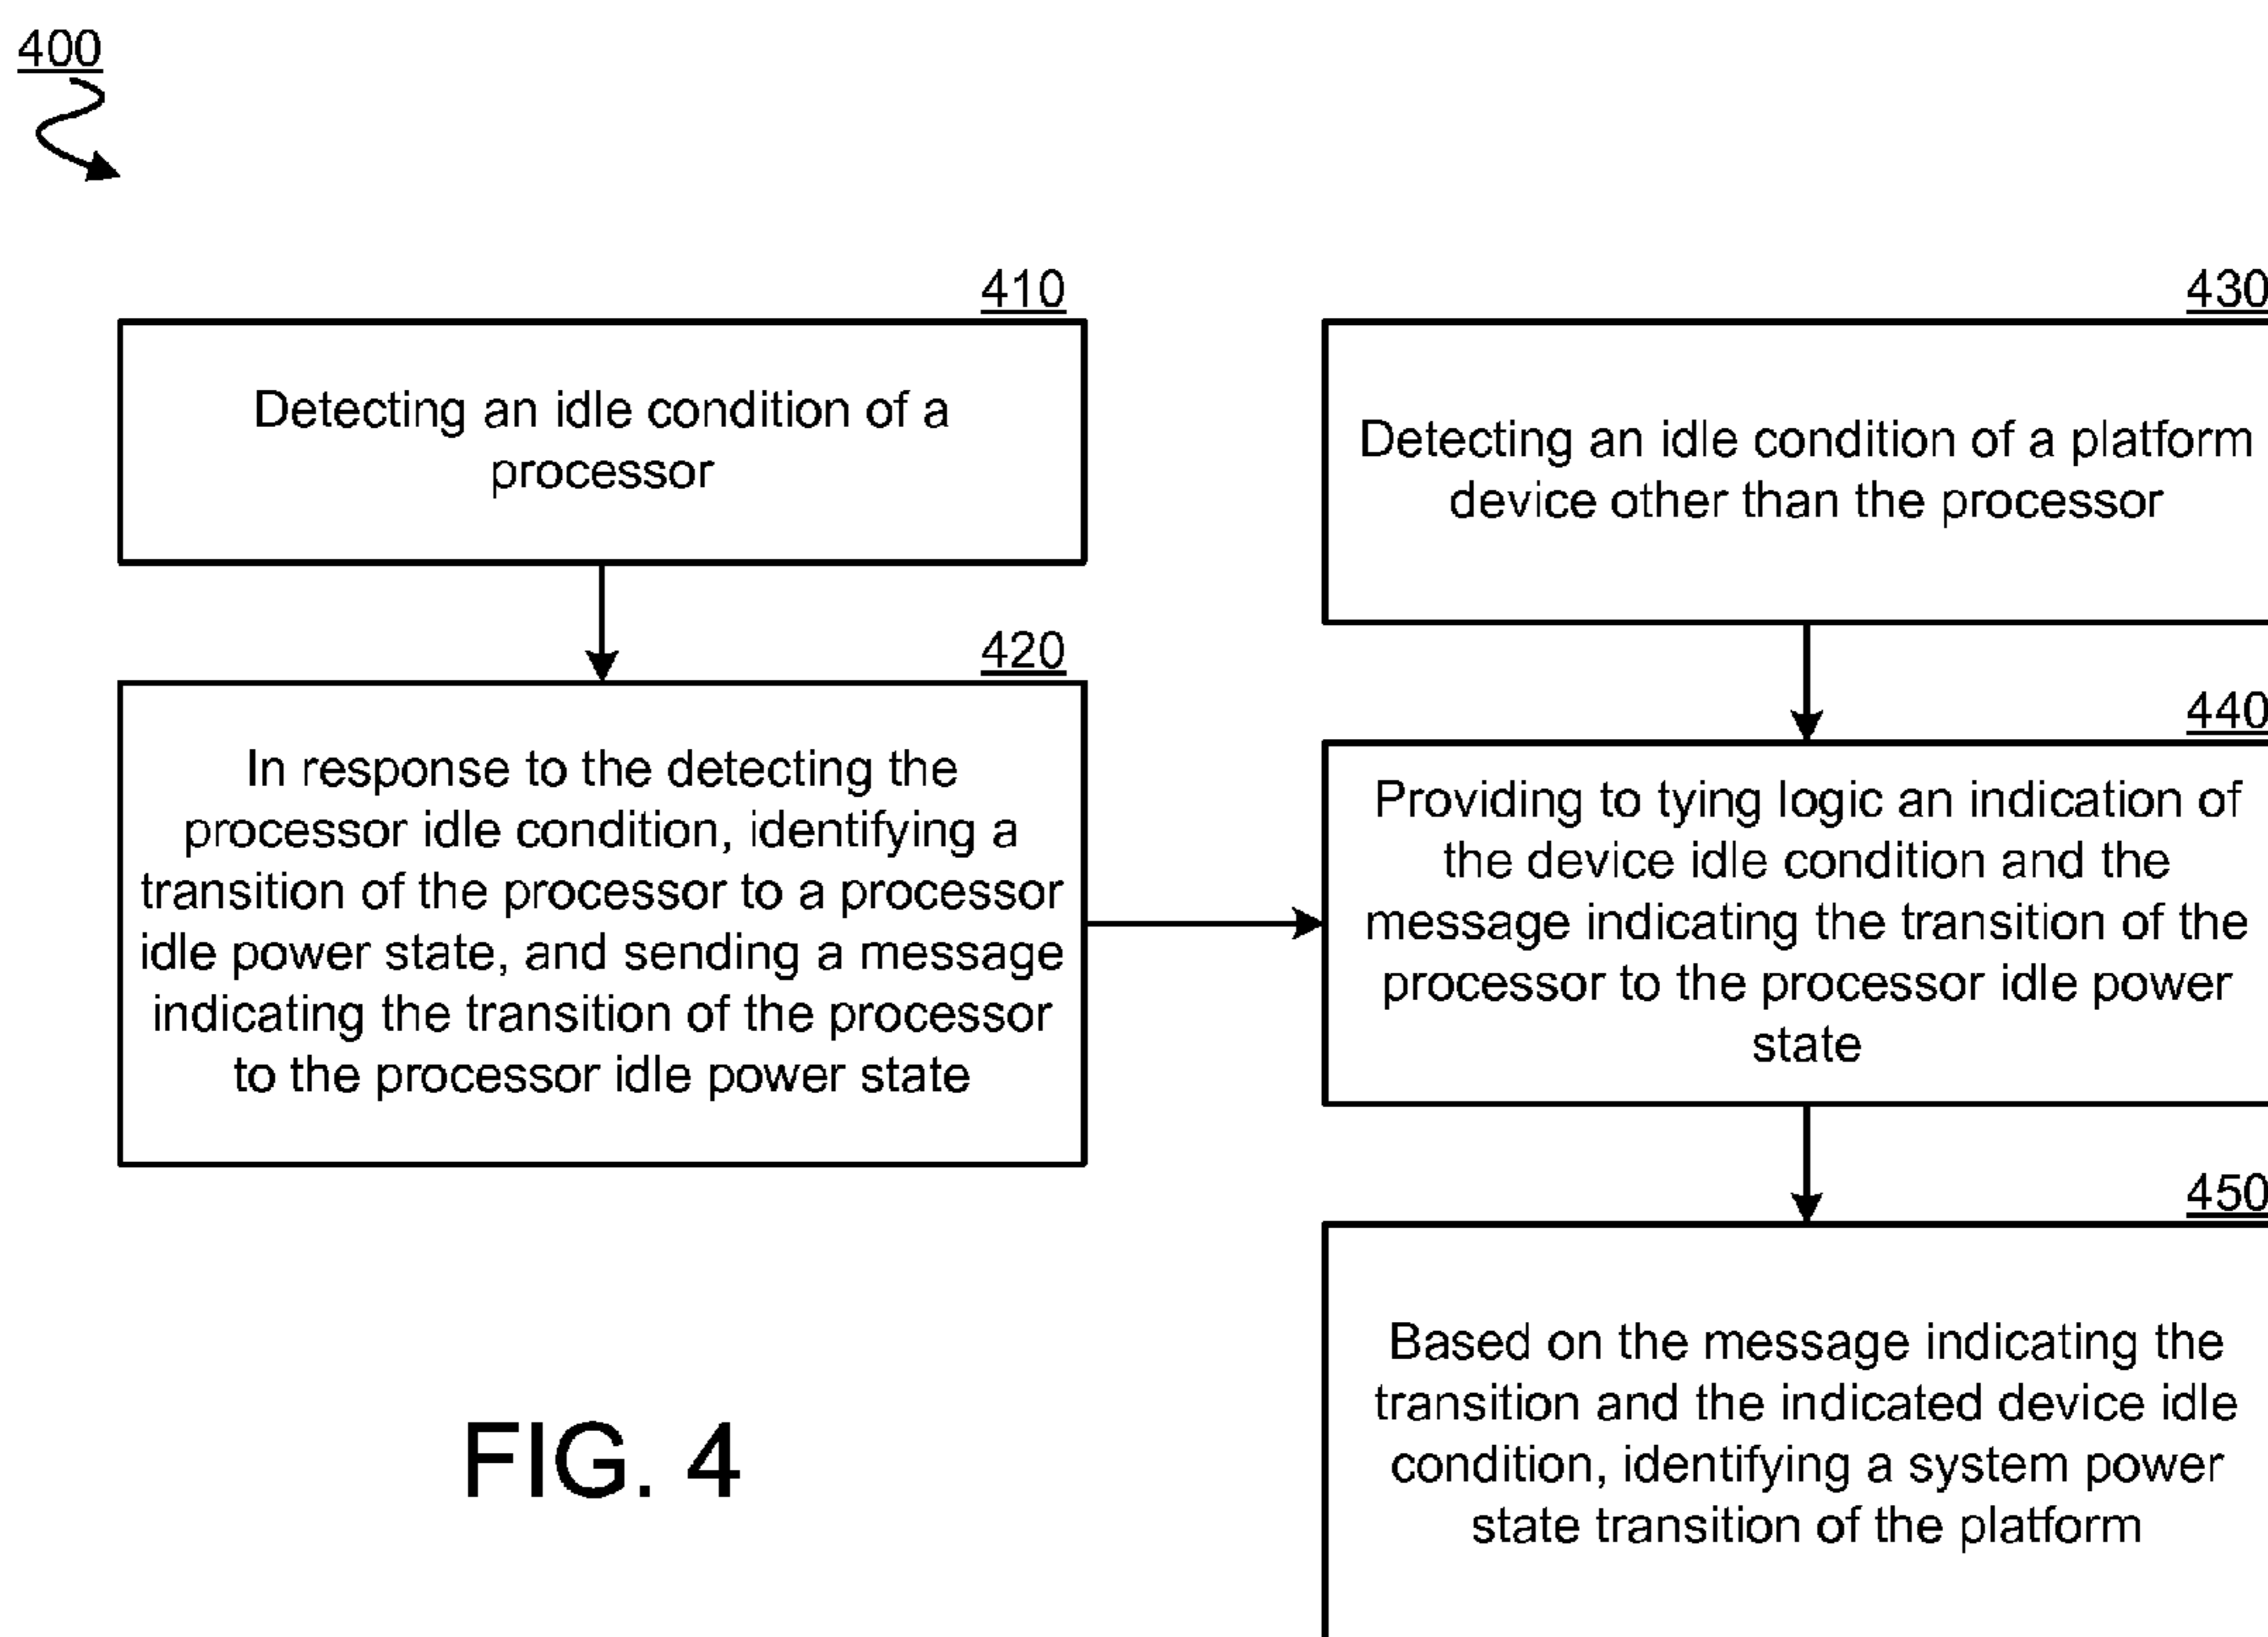 400
410
Detecting an idle condition of a
processor
420
In response to the detecting the
processor idle condition, identifying a
transition of the processor to a processor
idle power state, and sending a message
indicating the transition of the processor
to the processor idle power state
430
Detecting an idle condition of a platform
device other than the processor
440
Providing to tying logic an indication of
the device idle condition and the
message indicating the transition of the
processor to the processor idle power
state
450
Based on the message indicating the
transition and the indicated device idle
condition, identifying a system power
state transition of the platform
FIG. 4